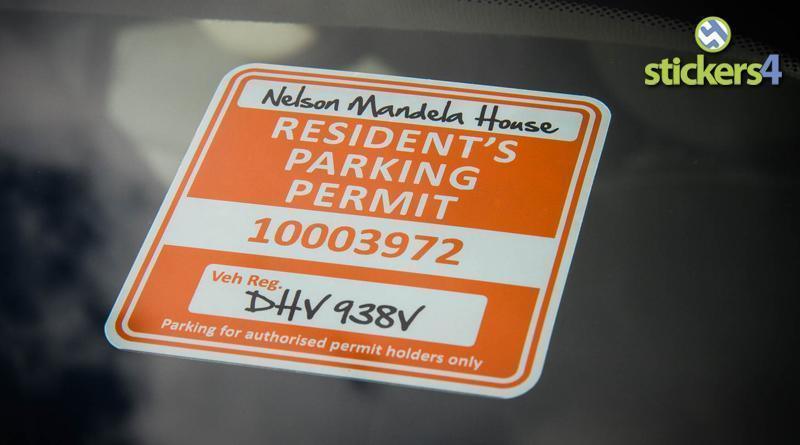 stickers4
Nelson Mandela House
RESIDENT'S
PARKING
PERMIT
10003972
Veh Reg.
DHV 938V
Parking for authorised permit holders only